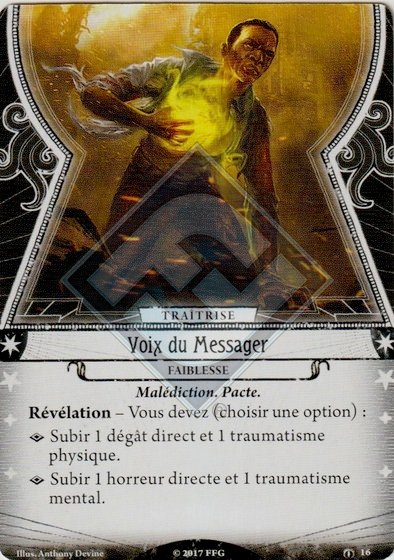 TRAÎTRISE
Voix du Messager
FAIBLESSE
Malédiction. Pacte.
Révélation – Vous devez (choisir une option) :
Subir 1 dégât direct et 1 traumatisme
physique.
Subir 1 horreur directe et 1 traumatisme
mental.
Illus. Anthony Devine
© 2017 FFG
16